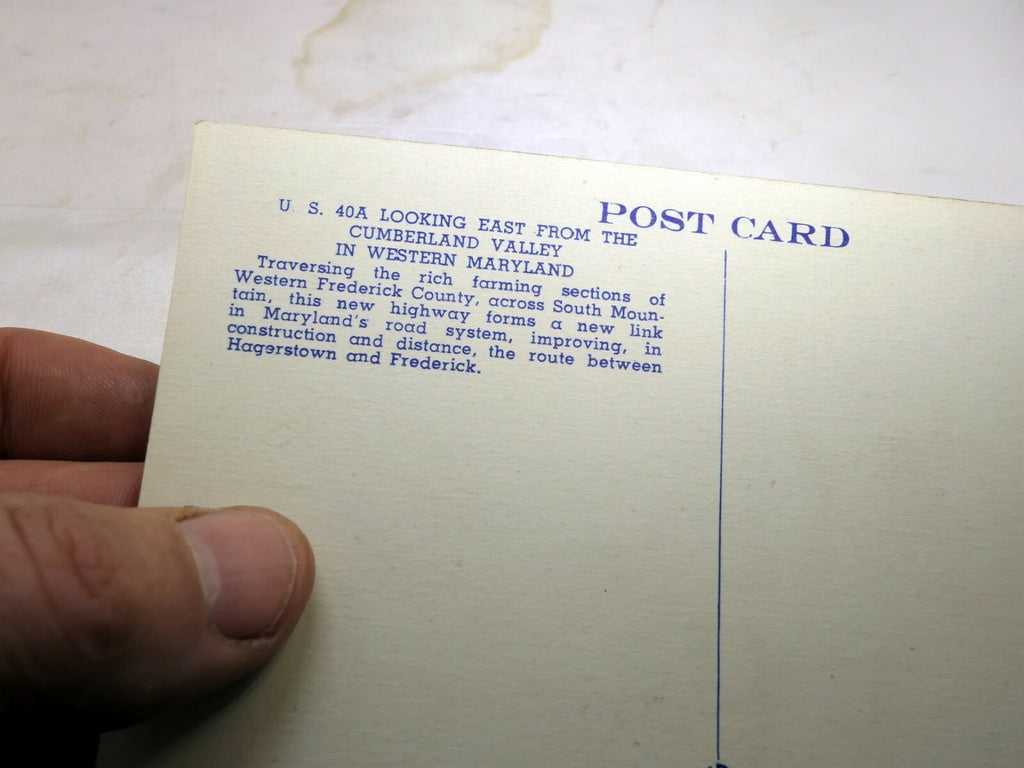 U. S. 40A LOOKING EAST FROM THE
CUMBERLAND VALLEY
IN WESTERN MARYLAND
Traversing the rich farming sections of
Western Frederick County, across South Moun-
tain, this new highway forms a new link
in Maryland's road system, improving, in
construction and distance, the route between
Hagerstown and Frederick.
POST CARD